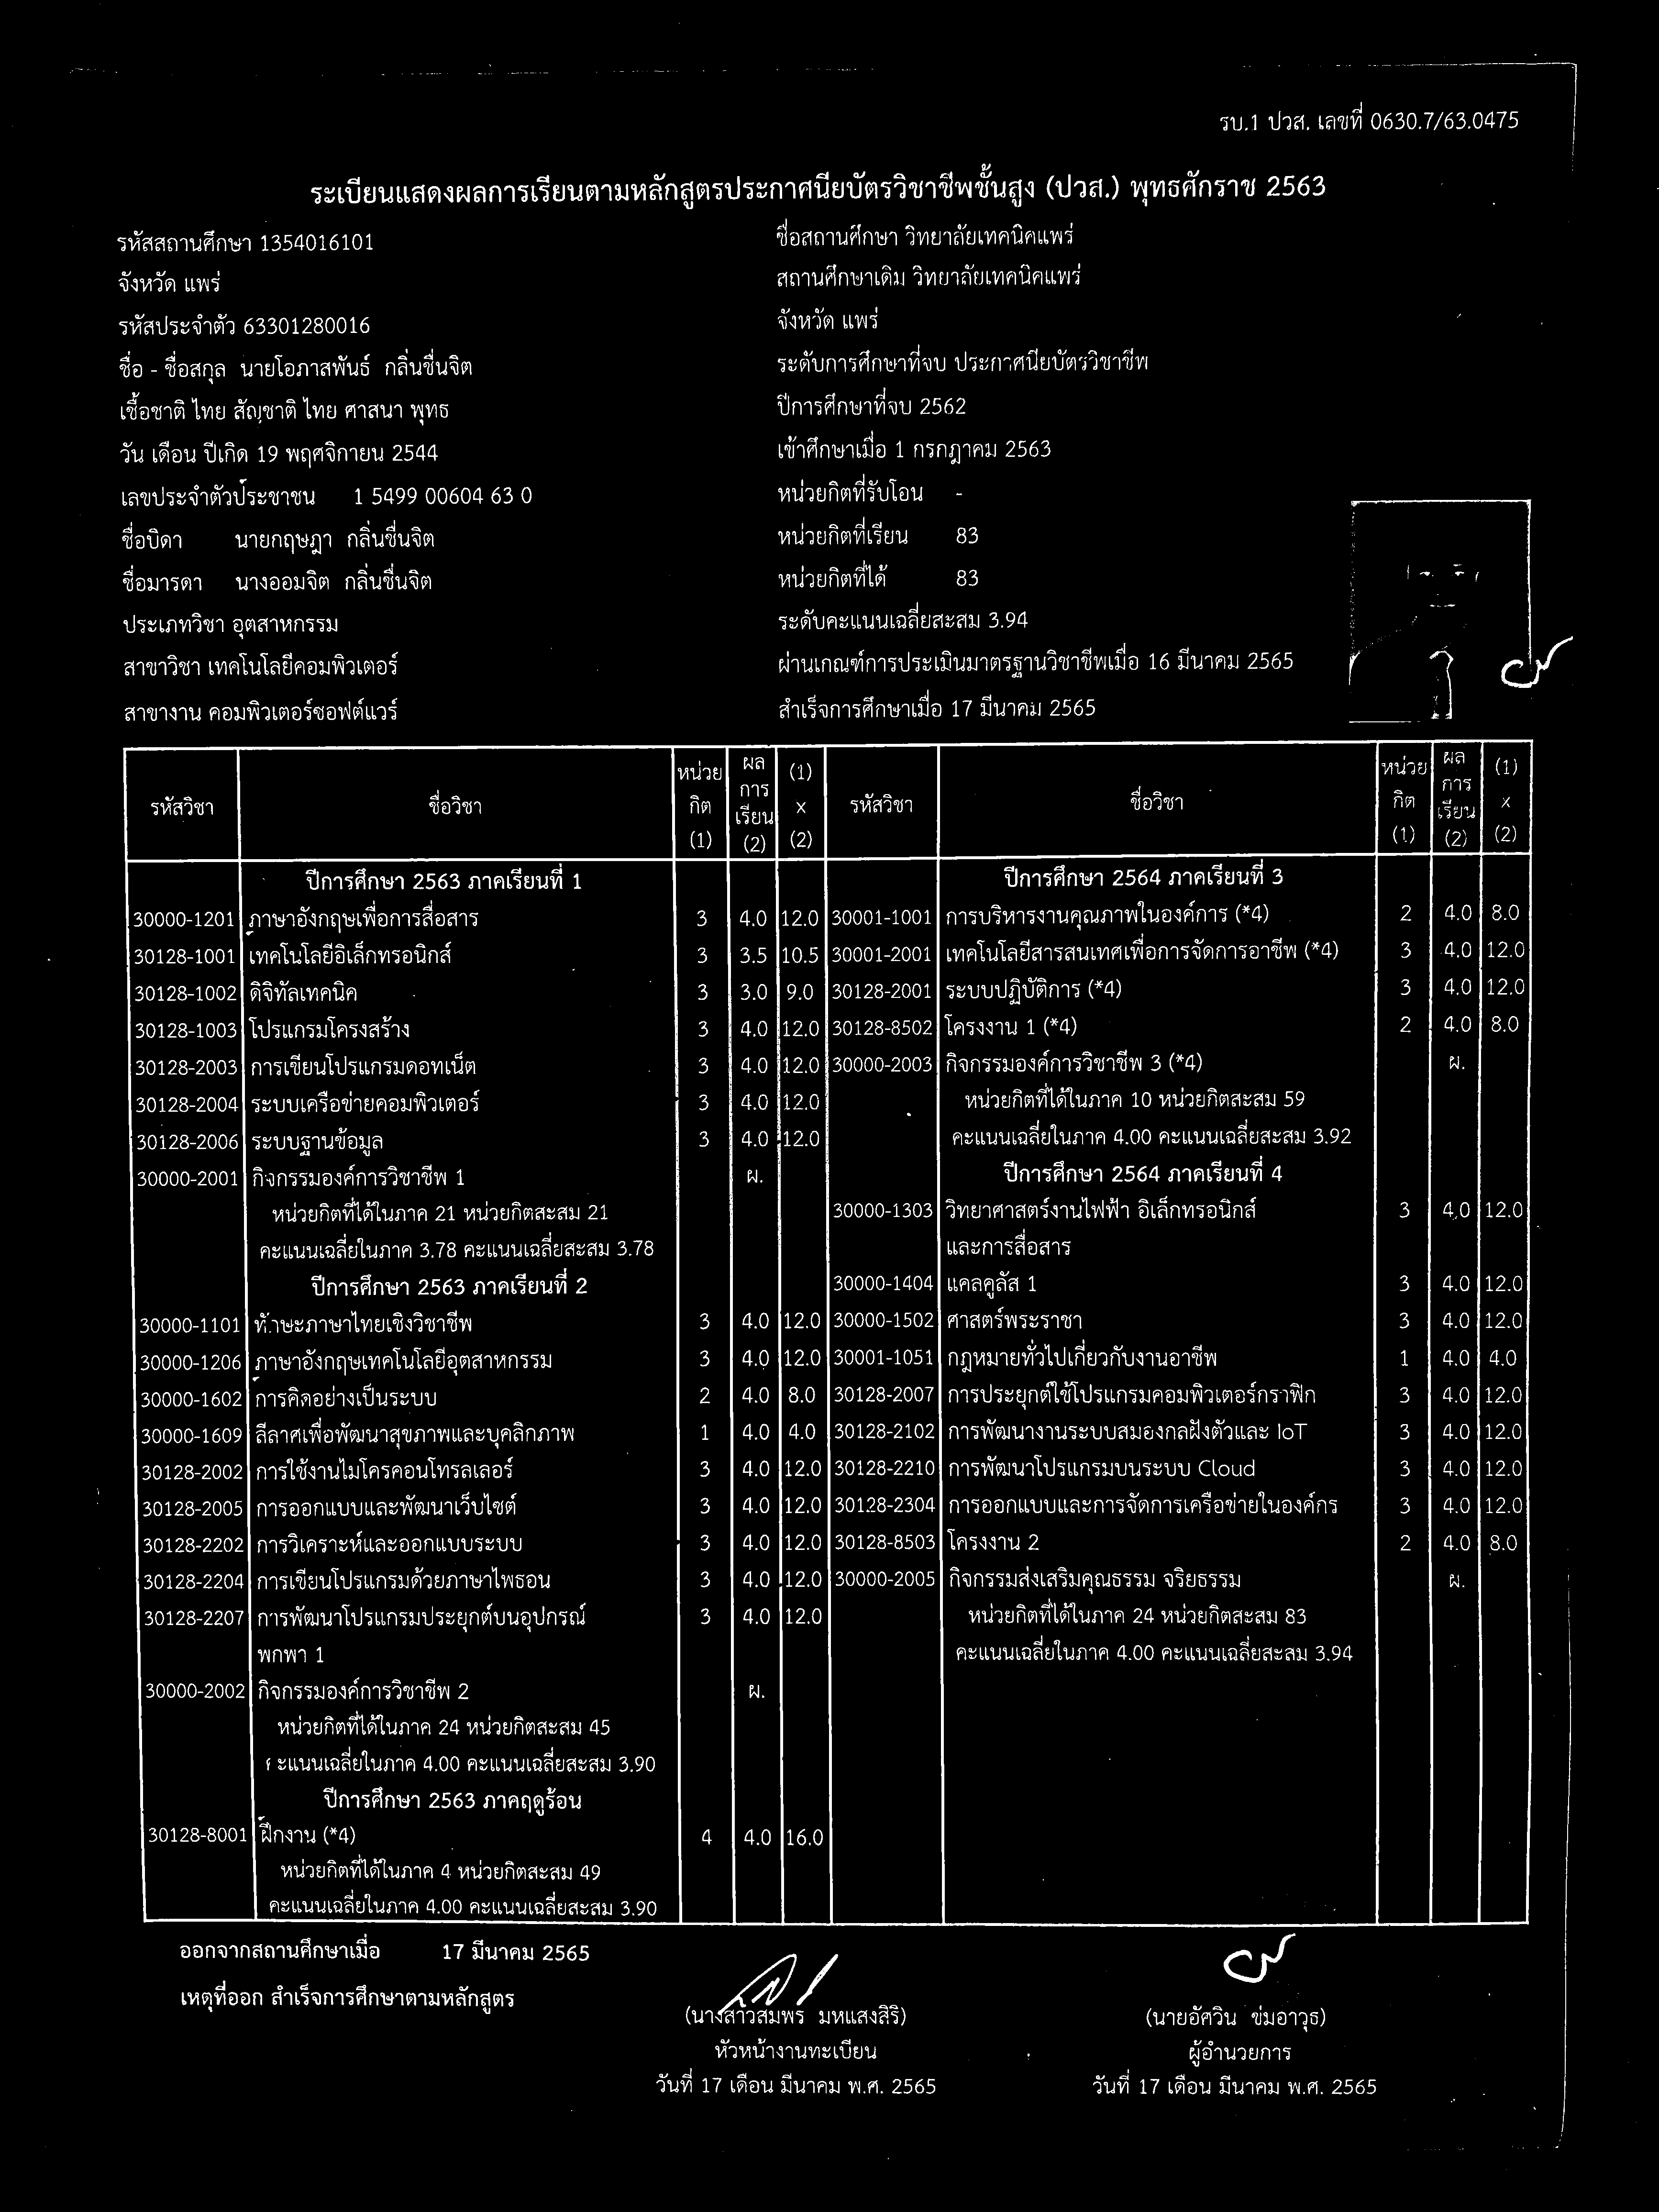 รบ.1 ปวส. เลขที่ 0630.7/63.0475
ระเบียนแสดงผลการเรียนตามหลักสูตรประกาศนียบัตรวิชาชีพชั้นสูง (ปวส.) พุทธศักราช 2563
รหัสสถานศึกษา 1354016101
จังหวัด แพร่
รหัสประจำตัว 63301280016
ชื่อ - ชื่อสกุล นายโอภาสพันธ์ กลิ่นชื่นจิต
เชื้อชาติ ไทย สัญชาติ ไทย ศาสนา พุทธ
วัน เดือน ปีเกิด 19 พฤศจิกายน 2544
เลขประจำตัวประชาชน 1 5499 00604 63 0
ชื่อบิดา นายกฤษฎา กลิ่นชื่นจิต
ชื่อมารดา นางออมจิต กลิ่นชื่นจิต
ประเภทวิชา อุตสาหกรรม
สาขาวิชา เทคโนโลยีคอมพิวเตอร์
สาขางาน คอมพิวเตอร์ซอฟต์แวร์
ชื่อสถานศึกษา วิทยาลัยเทคนิคแพร่
สถานศึกษาเดิม วิทยาลัยเทคนิคแพร่
จังหวัด แพร่
ระดับการศึกษาที่จบ ประกาศนียบัตรวิชาชีพ
ปีการศึกษาที่จบ 2562
เข้าศึกษาเมื่อ 1 กรกฎาคม 2563
หน่วยกิตที่รับโอน -
หน่วยกิตที่เรียน 83
หน่วยกิตที่ได้ 83
ระดับคะแนนเฉลี่ยสะสม 3.94
ผ่านเกณฑ์การประเมินมาตรฐานวิชาชีพเมื่อ 16 มีนาคม 2565
สำเร็จการศึกษาเมื่อ 17 มีนาคม 2565
รหัสวิชา ชื่อวิชา หน่วยกิต (1) ผลการเรียน (2) (1) x (2)
ปีการศึกษา 2563 ภาคเรียนที่ 1
30000-1201 ภาษาอังกฤษเพื่อการสื่อสาร 3 4.0 12.0
30128-1001 เทคโนโลยีอิเล็กทรอนิกส์ 3 3.5 10.5
30128-1002 ดิจิทัลเทคนิค 3 3.0 9.0
30128-1003 โปรแกรมโครงสร้าง 3 4.0 12.0
30128-2003 การเขียนโปรแกรมดอทเน็ต 3 4.0 12.0
30128-2004 ระบบเครือข่ายคอมพิวเตอร์ 3 4.0 12.0
30128-2006 ระบบฐานข้อมูล 3 4.0 12.0
30000-2001 กิจกรรมองค์การวิชาชีพ 1 ผ.
หน่วยกิตที่ได้ในภาค 21 หน่วยกิตสะสม 21
คะแนนเฉลี่ยในภาค 3.78 คะแนนเฉลี่ยสะสม 3.78
ปีการศึกษา 2563 ภาคเรียนที่ 2
30000-1101 ทักษะภาษาไทยเชิงวิชาชีพ 3 4.0 12.0
30000-1206 ภาษาอังกฤษเทคโนโลยีอุตสาหกรรม 3 4.0 12.0
30000-1602 การคิดอย่างเป็นระบบ 2 4.0 8.0
30000-1609 ลีลาศเพื่อพัฒนาสุขภาพและบุคลิกภาพ 1 4.0 4.0
30128-2002 การใช้งานไมโครคอนโทรลเลอร์ 3 4.0 12.0
30128-2005 การออกแบบและพัฒนาเว็บไซต์ 3 4.0 12.0
30128-2202 การวิเคราะห์และออกแบบระบบ 3 4.0 12.0
30128-2204 การเขียนโปรแกรมด้วยภาษาไพธอน 3 4.0 12.0
30128-2207 การพัฒนาโปรแกรมประยุกต์บนอุปกรณ์ 3 4.0 12.0
พกพา 1
30000-2002 กิจกรรมองค์การวิชาชีพ 2 ผ.
หน่วยกิตที่ได้ในภาค 24 หน่วยกิตสะสม 45
คะแนนเฉลี่ยในภาค 4.00 คะแนนเฉลี่ยสะสม 3.90
ปีการศึกษา 2563 ภาคฤดูร้อน
30128-8001 ฝึกงาน (*4) 4 4.0 16.0
หน่วยกิตที่ได้ในภาค 4 หน่วยกิตสะสม 49
คะแนนเฉลี่ยในภาค 4.00 คะแนนเฉลี่ยสะสม 3.90
รหัสวิชา ชื่อวิชา หน่วยกิต (1) ผลการเรียน (2) (1) x (2)
ปีการศึกษา 2564 ภาคเรียนที่ 3
30001-1001 การบริหารงานคุณภาพในองค์การ (*4) 2 4.0 8.0
30001-2001 เทคโนโลยีสารสนเทศเพื่อการจัดการอาชีพ (*4) 3 4.0 12.0
30128-2001 ระบบปฏิบัติการ (*4) 3 4.0 12.0
30128-8502 โครงงาน 1 (*4) 2 4.0 8.0
30000-2003 กิจกรรมองค์การวิชาชีพ 3 (*4) ผ.
หน่วยกิตที่ได้ในภาค 10 หน่วยกิตสะสม 59
คะแนนเฉลี่ยในภาค 4.00 คะแนนเฉลี่ยสะสม 3.92
ปีการศึกษา 2564 ภาคเรียนที่ 4
30000-1303 วิทยาศาสตร์งานไฟฟ้า อิเล็กทรอนิกส์ 3 4.0 12.0
และการสื่อสาร
30000-1404 แคลคูลัส 1 3 4.0 12.0
30000-1502 ศาสตร์พระราชา 3 4.0 12.0
30001-1051 กฎหมายทั่วไปเกี่ยวกับงานอาชีพ 1 4.0 4.0
30128-2007 การประยุกต์ใช้โปรแกรมคอมพิวเตอร์กราฟิก 3 4.0 12.0
30128-2102 การพัฒนางานระบบสมองกลฝังตัวและ IoT 3 4.0 12.0
30128-2210 การพัฒนาโปรแกรมบนระบบ Cloud 3 4.0 12.0
30128-2304 การออกแบบและการจัดการเครือข่ายในองค์กร 3 4.0 12.0
30128-8503 โครงงาน 2 2 4.0 8.0
30000-2005 กิจกรรมส่งเสริมคุณธรรม จริยธรรม ผ.
หน่วยกิตที่ได้ในภาค 24 หน่วยกิตสะสม 83
คะแนนเฉลี่ยในภาค 4.00 คะแนนเฉลี่ยสะสม 3.94
ออกจากสถานศึกษาเมื่อ 17 มีนาคม 2565
เหตุที่ออก สำเร็จการศึกษาตามหลักสูตร
(นางสาวสมพร มหแสงสิริ)
หัวหน้างานทะเบียน
วันที่ 17 เดือน มีนาคม พ.ศ. 2565
(นายอัศวิน ข่มอาวุธ)
ผู้อำนวยการ
วันที่ 17 เดือน มีนาคม พ.ศ. 2565